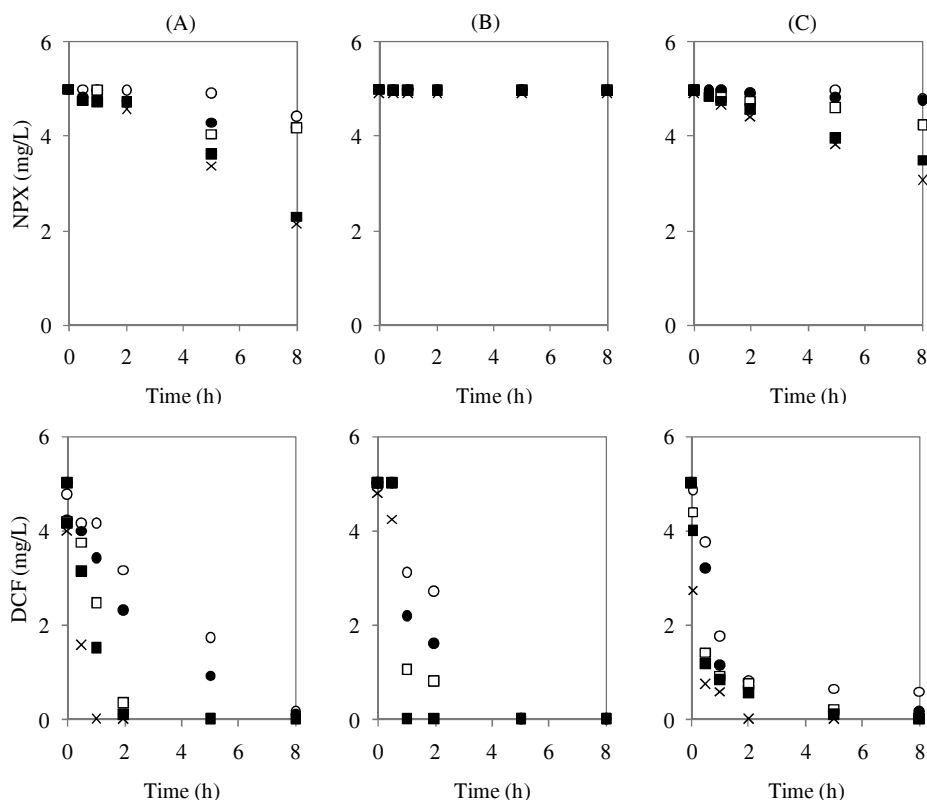 (A) (B) (C)
6 6 6
4 4 4
NPX (mg/L)
2 2 2
0 0 0
0 2 4 6 8 0 2 4 6 8 0 2 4 6 8
Time (h) Time (h) Time (h)
6 6 6
4 4 4
DCF (mg/L)
2 2 2
0 0 0
0 2 4 6 8 0 2 4 6 8 0 2 4 6 8
Time (h) Time (h) Time (h)